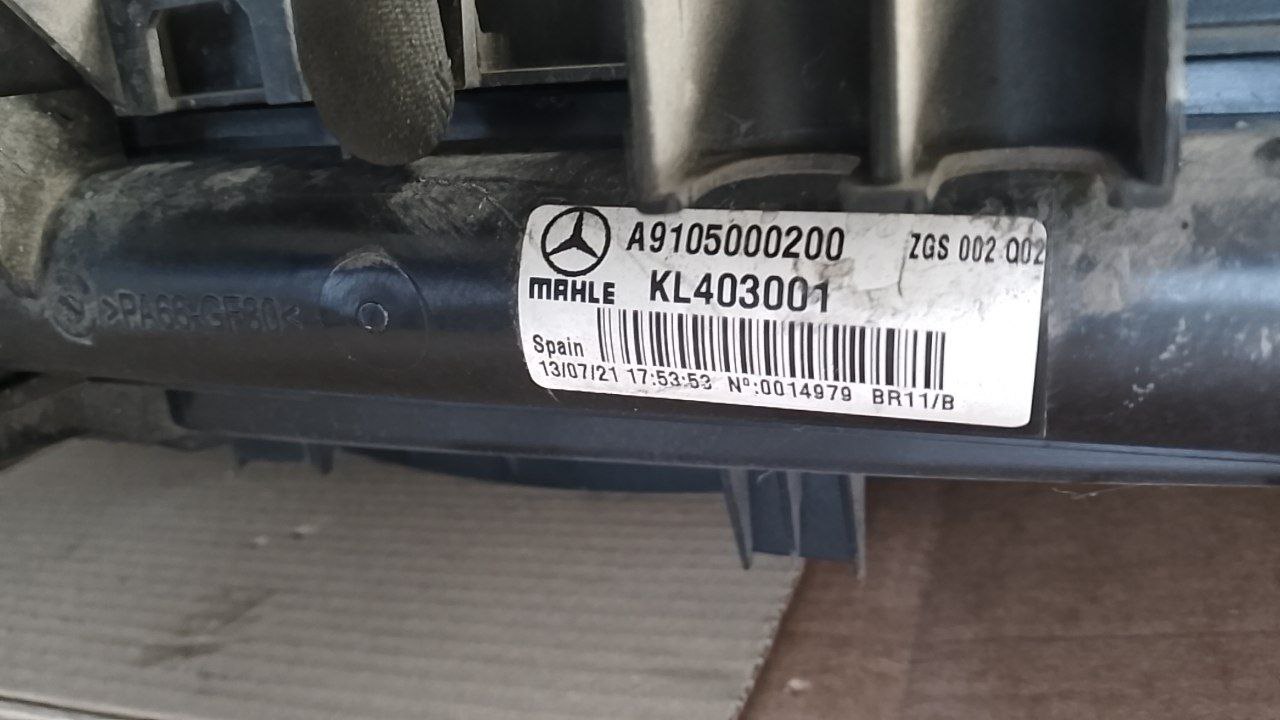 A9105000200 ZGS 002 Q02
MAHLE KL403001
Spain
13/07/21 17:53:53 Nº:0014979 BR11/B
>PA66-GF30<